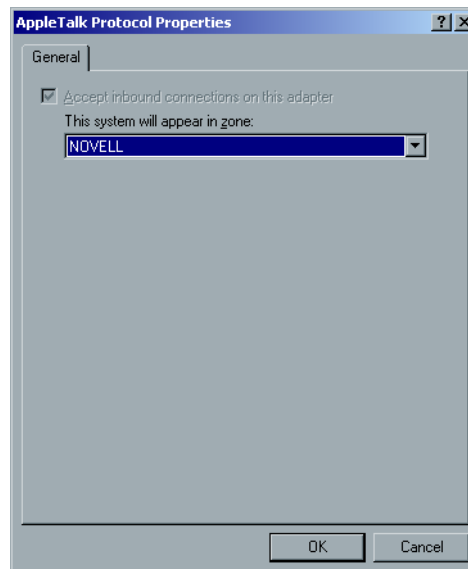 AppleTalk Protocol Properties
General
Accept inbound connections on this adapter
This system will appear in zone:
NOVELL
OK Cancel